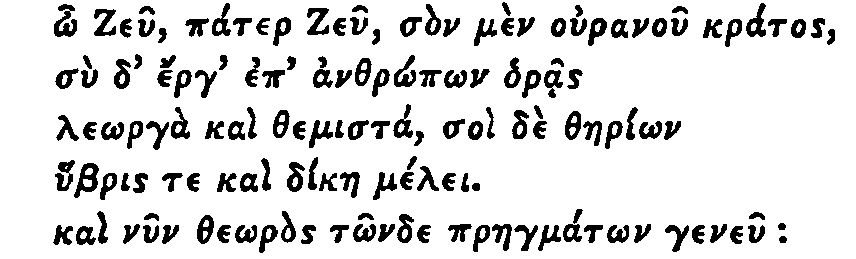 ὦ Ζεῦ, πάτερ Ζεῦ, σὸν μὲν οὐρανοῦ κράτος,
σὺ δ’ ἔργ’ ἐπ’ ἀνθρώπων ὁρᾷς
λεωργὰ καὶ θεμιστά, σοὶ δὲ θηρίων
ὕβρις τε καὶ δίκη μέλει.
καὶ νῦν θεωρὸς τῶνδε πρηγμάτων γενεῦ :